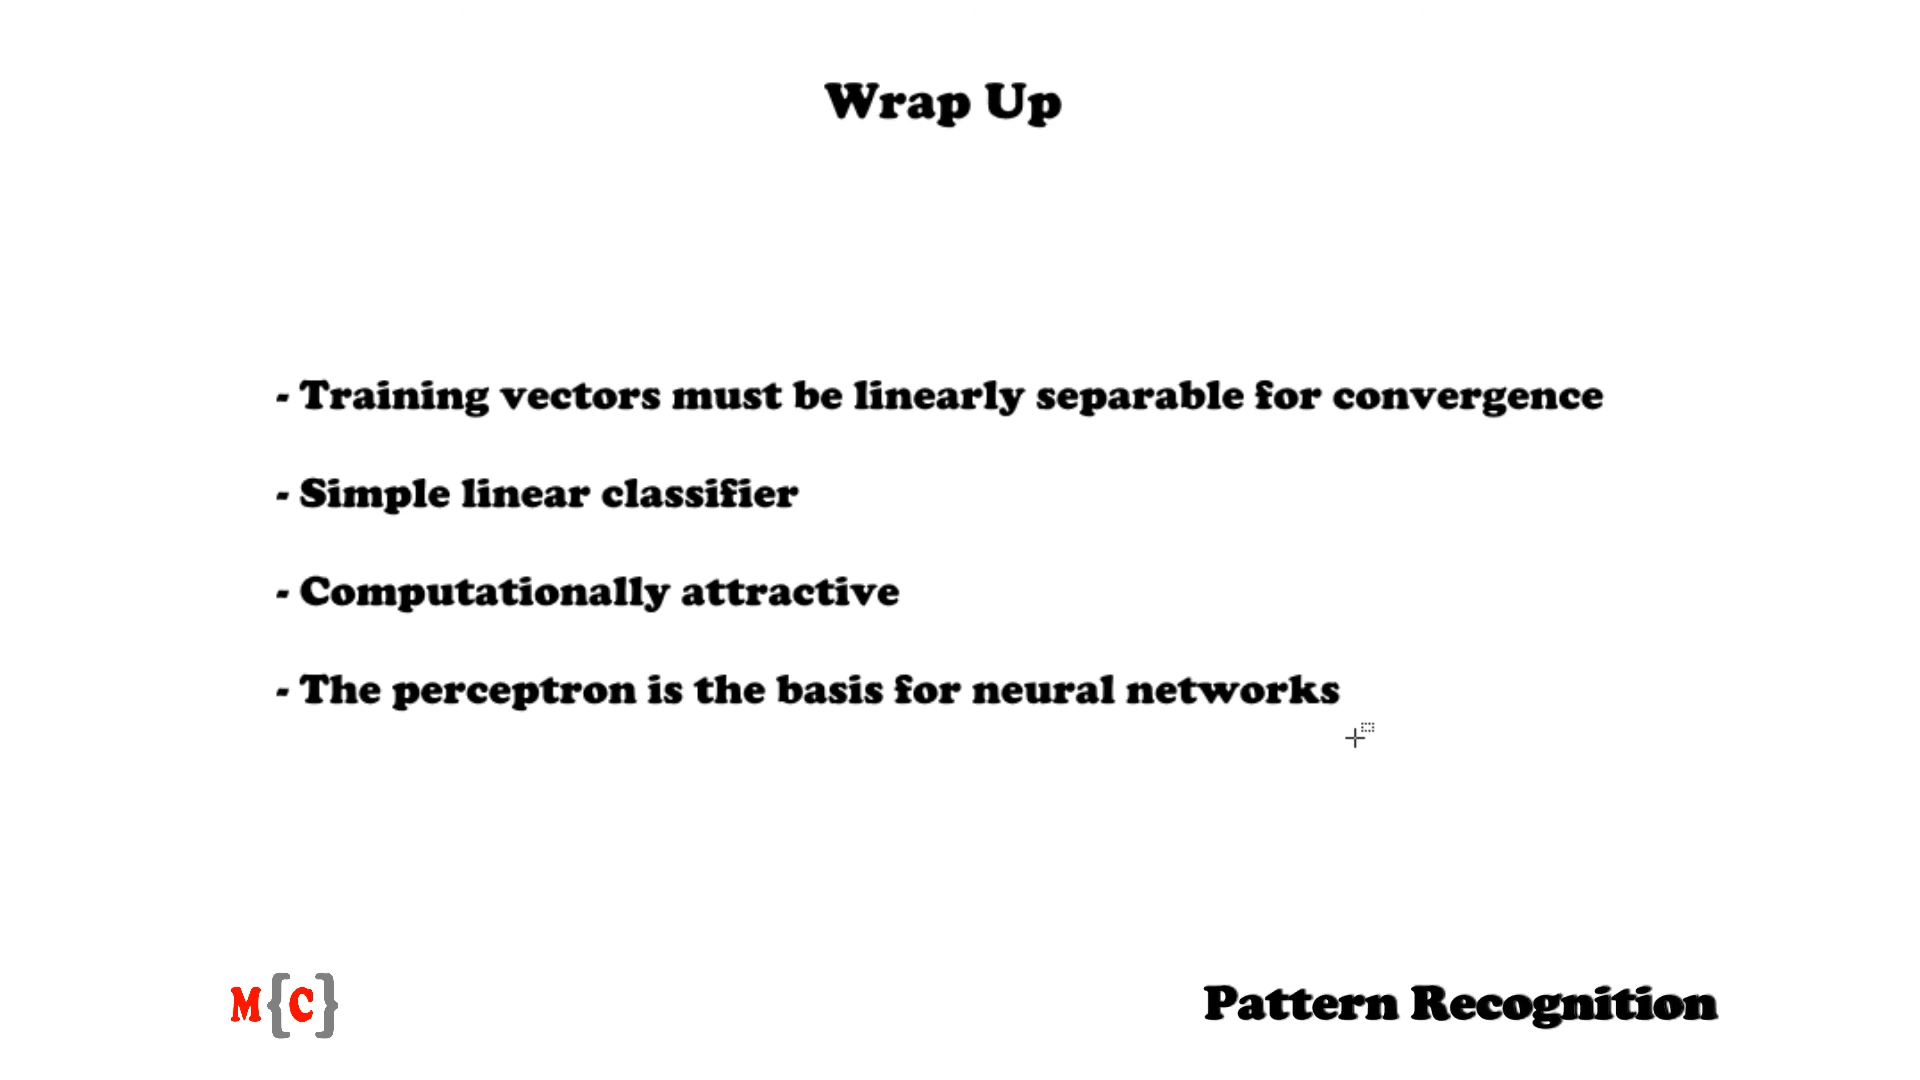 Wrap Up
- Training vectors must be linearly separable for convergence
- Simple linear classifier
- Computationally attractive
- The perceptron is the basis for neural networks
M{C}
Pattern Recognition